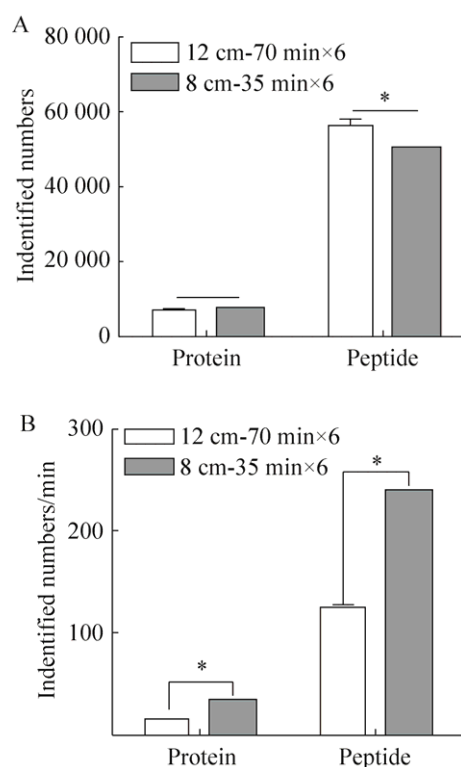 A
80 000
60 000
40 000
20 000
0
Indentified numbers
12 cm-70 min×6
8 cm-35 min×6
*
Protein Peptide
B
300
200
100
Indentified numbers/min
12 cm-70 min×6
8 cm-35 min×6
*
*
Protein Peptide